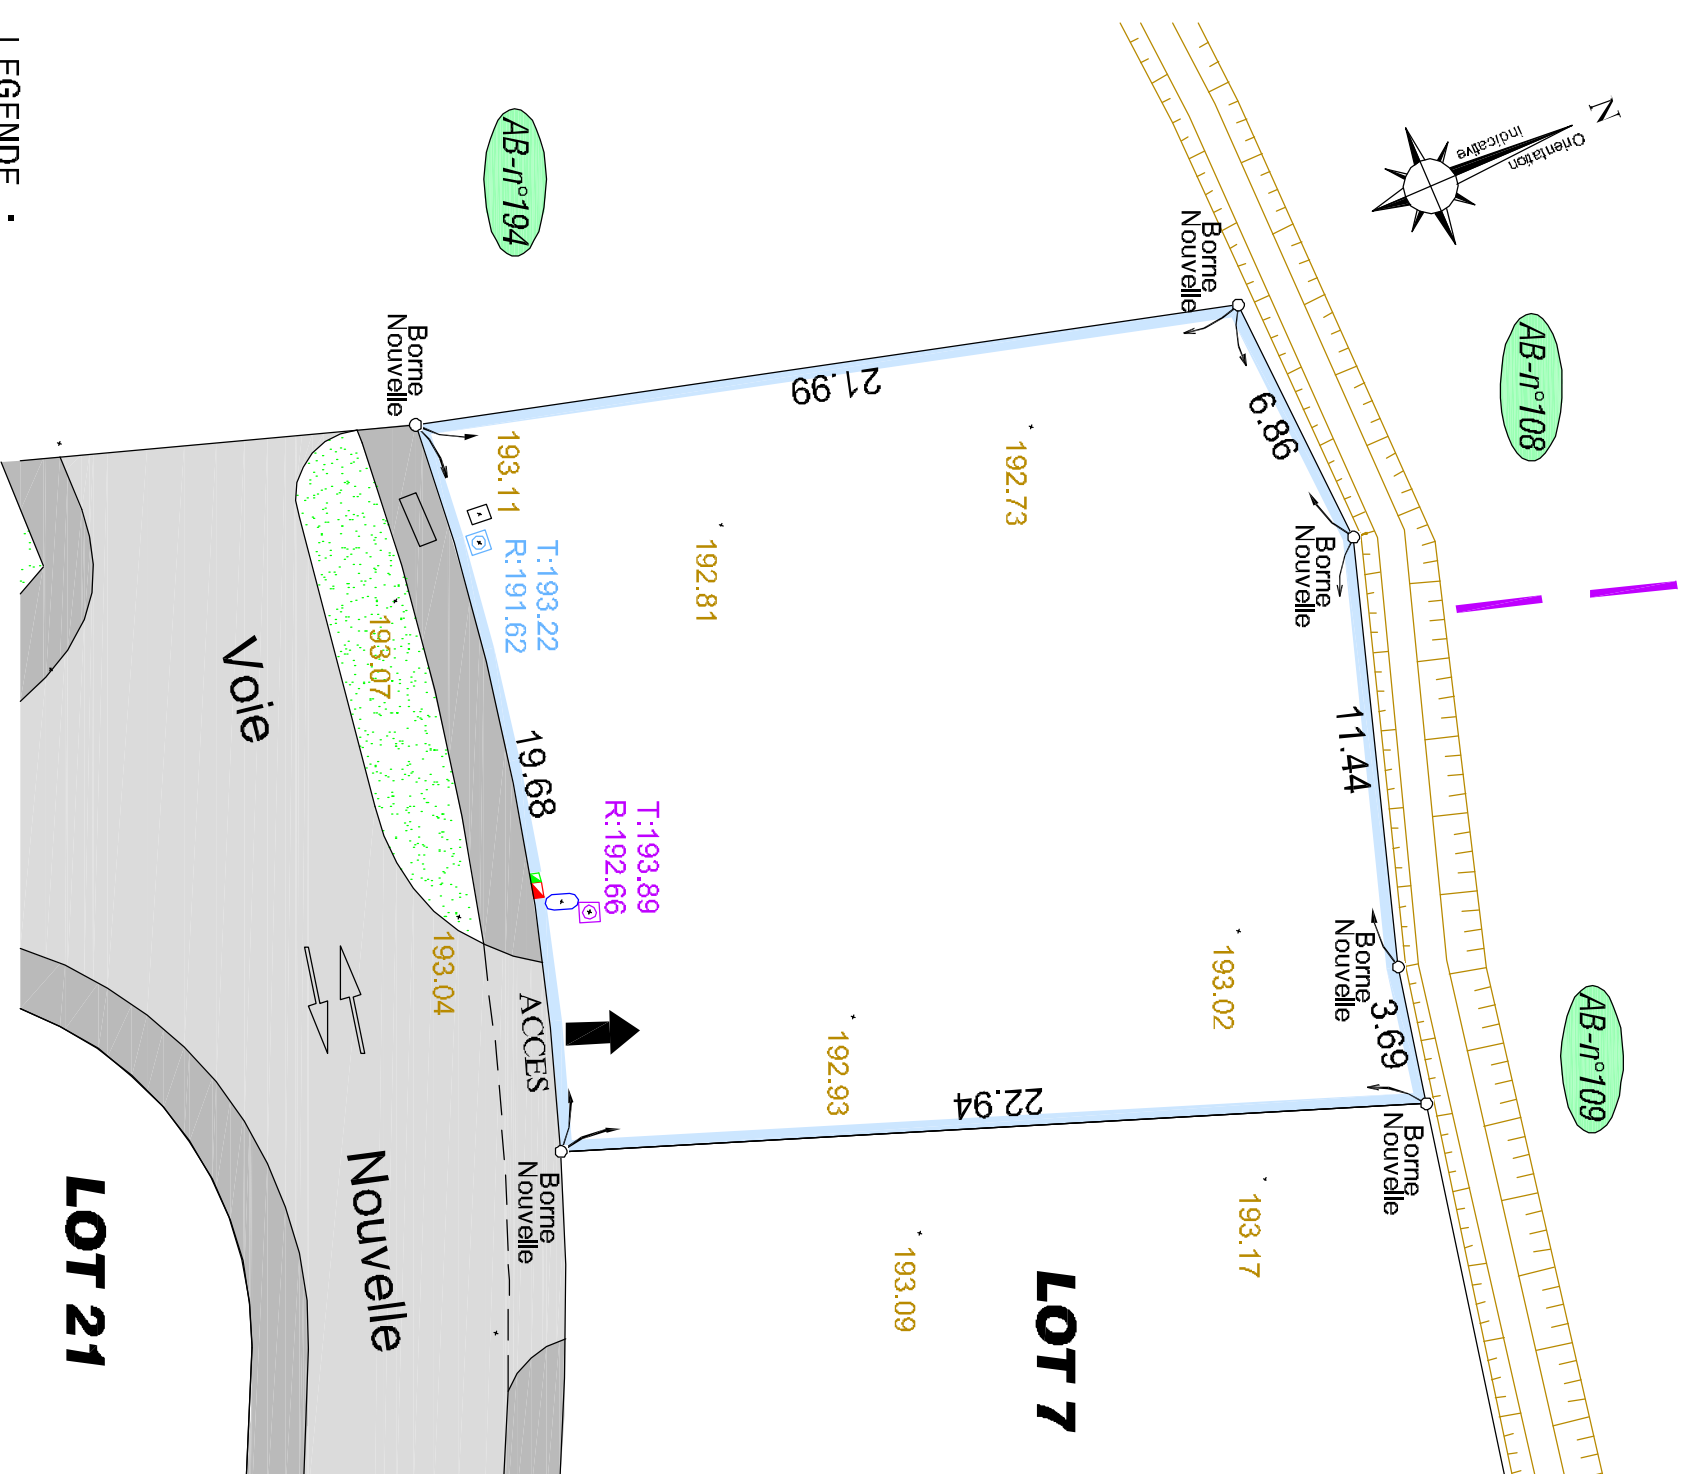 LEGENDE :
N
Orientation
indicative
AB-n°108
AB-n°109
AB-n°194
Borne
Nouvelle
6.86
Borne
Nouvelle
11.44
Borne
Nouvelle
3.69
Borne
Nouvelle
21.99
22.94
Borne
Nouvelle
Borne
Nouvelle
192.73
193.02
193.17
192.81
192.93
193.09
193.11
T:193.22
R:191.62
T:193.89
R:192.66
19.68
ACCES
193.07
193.04
Voie
Nouvelle
LOT 7
LOT 21